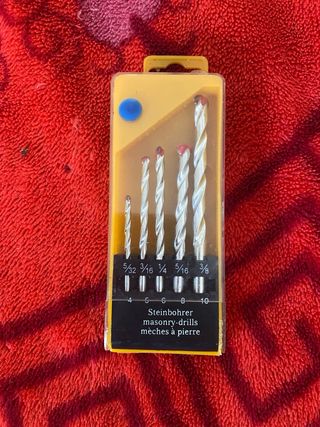 5/32 3/16 1/4 5/16 3/8
4 5 6 8 10
Steinbohrer
masonry-drills
mèches à pierre